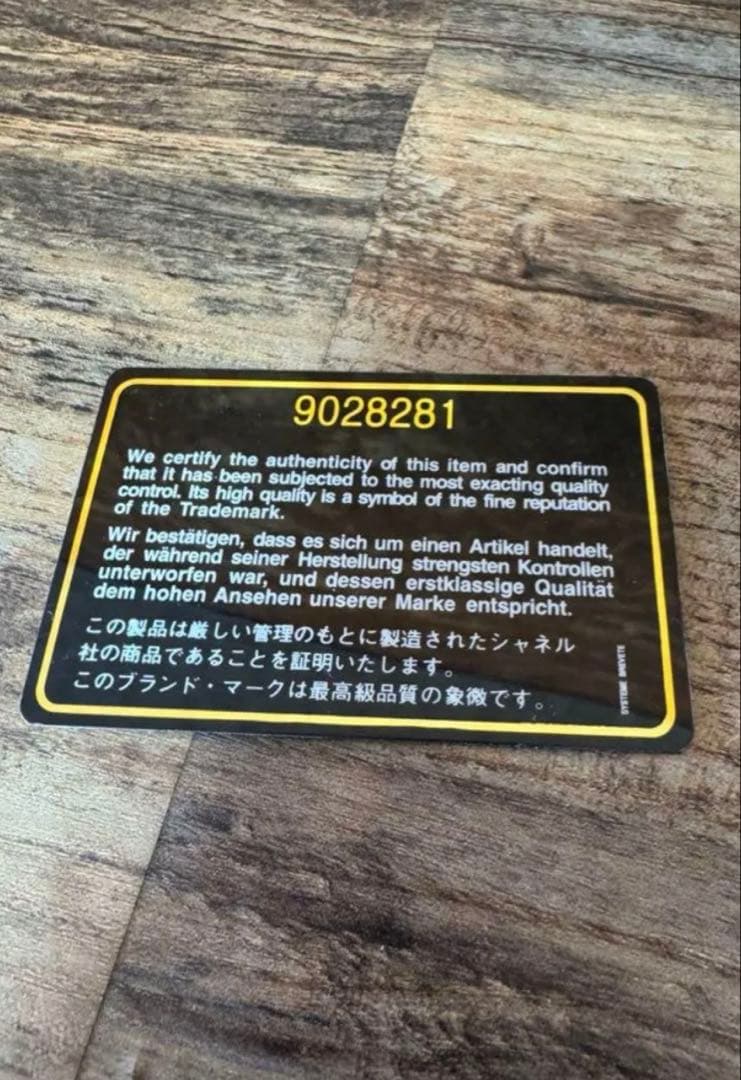 9028281
We certify the authenticity of this item and confirm
that it has been subjected to the most exacting quality
control. Its high quality is a symbol of the fine reputation
of the Trademark.
Wir bestätigen, dass es sich um einen Artikel handelt,
der während seiner Herstellung strengsten Kontrollen
unterworfen war, und dessen erstklassige Qualität
dem hohen Ansehen unserer Marke entspricht.
この製品は厳しい管理のもとに製造されたシャネル
社の商品であることを証明いたします。
このブランド・マークは最高級品質の象徴です。
SYSTEME BREVETE